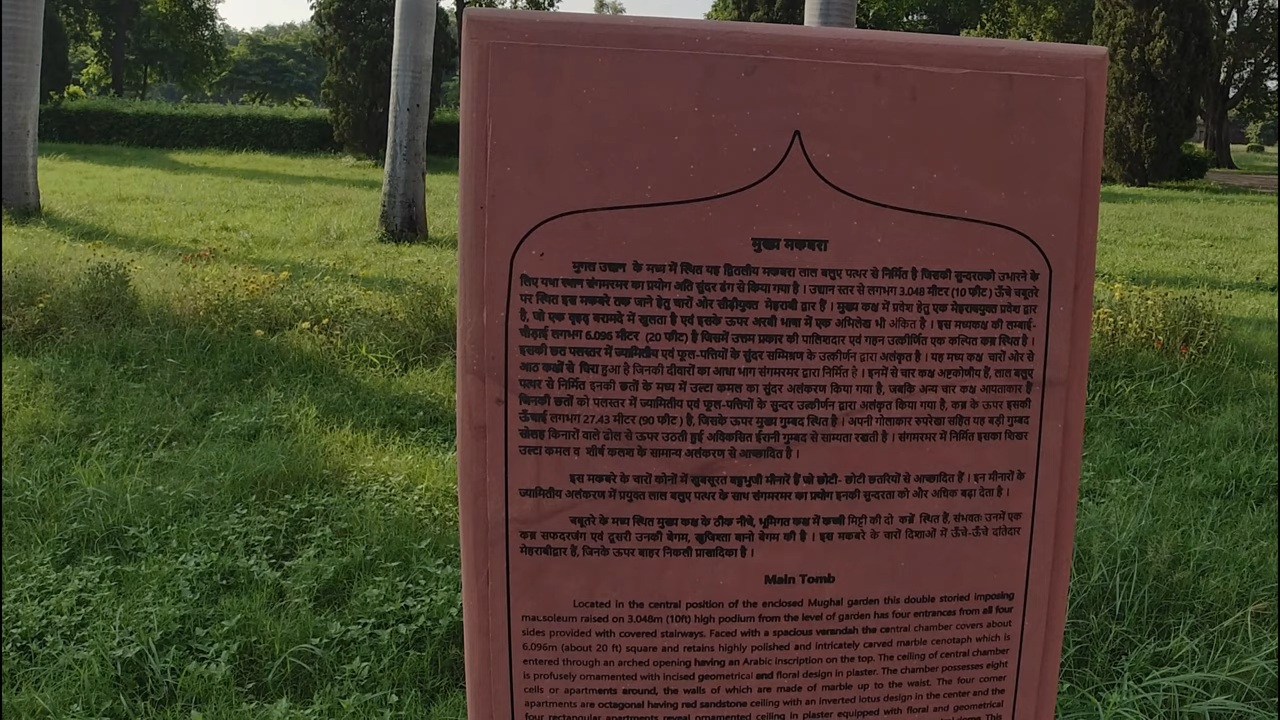 मुख्य मकबरा
मुगल उद्यान के मध्य में स्थित यह द्वितलीय मकबरा लाल बलुए पत्थर से निर्मित है जिसकी सुन्दरतको उभारने के
लिए यथा स्थान संगमरमर का प्रयोग अति सुंदर ढंग से किया गया है । उद्यान स्तर से लगभग 3.048 मीटर (10 फीट ) ऊँचे चबूतरे
पर स्थित इस मकबरे तक जाने हेतु चारों ओर सीढ़ीयुक्त मेहराबी द्वार हैं । मुख्य कक्ष में प्रवेश हेतु एक मेहराबयुक्त प्रवेश द्वार
है, जो एक वृहद् बरामदे में खुलता है एवं इसके ऊपर अरबी भाषा में एक अभिलेख भी अंकित है । इस मध्यकक्ष की लम्बाई-
चौड़ाई लगभग 6.096 मीटर (20 फीट) है जिसमें उत्तम प्रकार की पालिशदार एवं गहन उत्कीर्णित एक कल्पित कब्र स्थित है ।
इसकी छत पलस्तर में ज्यामितीय एवं फूल-पत्तियों के सुंदर सम्मिश्रण के उत्कीर्णन द्वारा अलंकृत है । यह मध्य कक्ष चारों ओर से
आठ कक्षों से घिरा हुआ है जिनकी दीवारों का आधा भाग संगमरमर द्वारा निर्मित है । इनमें से चार कक्ष अष्टकोणीय हैं, लाल बलुए
पत्थर से निर्मित इनकी छतों के मध्य में उल्टा कमल का सुंदर अलंकरण किया गया है, जबकि अन्य चार कक्ष आयताकार हैं
जिनकी छतों को पलस्तर में ज्यामितीय एवं फूल-पत्तियों के सुन्दर उत्कीर्णन द्वारा अलंकृत किया गया है, कब्र के ऊपर इसकी
ऊँचाई लगभग 27.43 मीटर (90 फीट ) है, जिसके ऊपर मुख्य गुम्बद स्थित है । अपनी गोलाकार रुपरेखा सहित यह बड़ी गुम्बद
सोलह किनारों वाले ढोल से ऊपर उठती हुई अविकसित ईरानी गुम्बद से साम्यता रखती है । संगमरमर में निर्मित इसका शिखर
उल्टा कमल व शीर्ष कलश के सामान्य अलंकरण से आच्छादित है ।
इस मकबरे के चारों कोनों में खुबसूरत बहुभुजी मीनारें हैं जो छोटी- छोटी छतरियों से आच्छादित हैं । इन मीनारों के
ज्यामितीय अलंकरण में प्रयुक्त लाल बलुए पत्थर के साथ संगमरमर का प्रयोग इनकी सुन्दरता को और अधिक बढ़ा देता है ।
चबूतरे के मध्य स्थित मुख्य कक्ष के ठीक नीचे, भूमिगत कक्ष में कच्ची मिट्टी की दो कब्रें स्थित हैं, संभवतः उनमें एक
कब्र सफदरजंग एवं दूसरी उनकी बेगम, खुजिश्ता बानो बेगम की है । इस मकबरे के चारों दिशाओं में ऊँचे-ऊँचे दांतेदार
मेहराबीद्वार हैं, जिनके ऊपर बाहर निकली प्रासादिका है ।
Main Tomb
Located in the central position of the enclosed Mughal garden this double storied imposing
mausoleum raised on 3.048m (10ft) high podium from the level of garden has four entrances from all four
sides provided with covered stairways. Faced with a spacious verandah the central chamber covers about
6.096m (about 20 ft) square and retains highly polished and intricately carved marble cenotaph which is
entered through an arched opening having an Arabic inscription on the top. The ceiling of central chamber
is profusely ornamented with incised geometrical and floral design in plaster. The chamber possesses eight
cells or apartments around, the walls of which are made of marble up to the waist. The four corner
apartments are octagonal having red sandstone ceiling with an inverted lotus design in the center and the
four rectangular apartments reveal ornamented ceiling in plaster equipped with floral and geometrical
dome. This